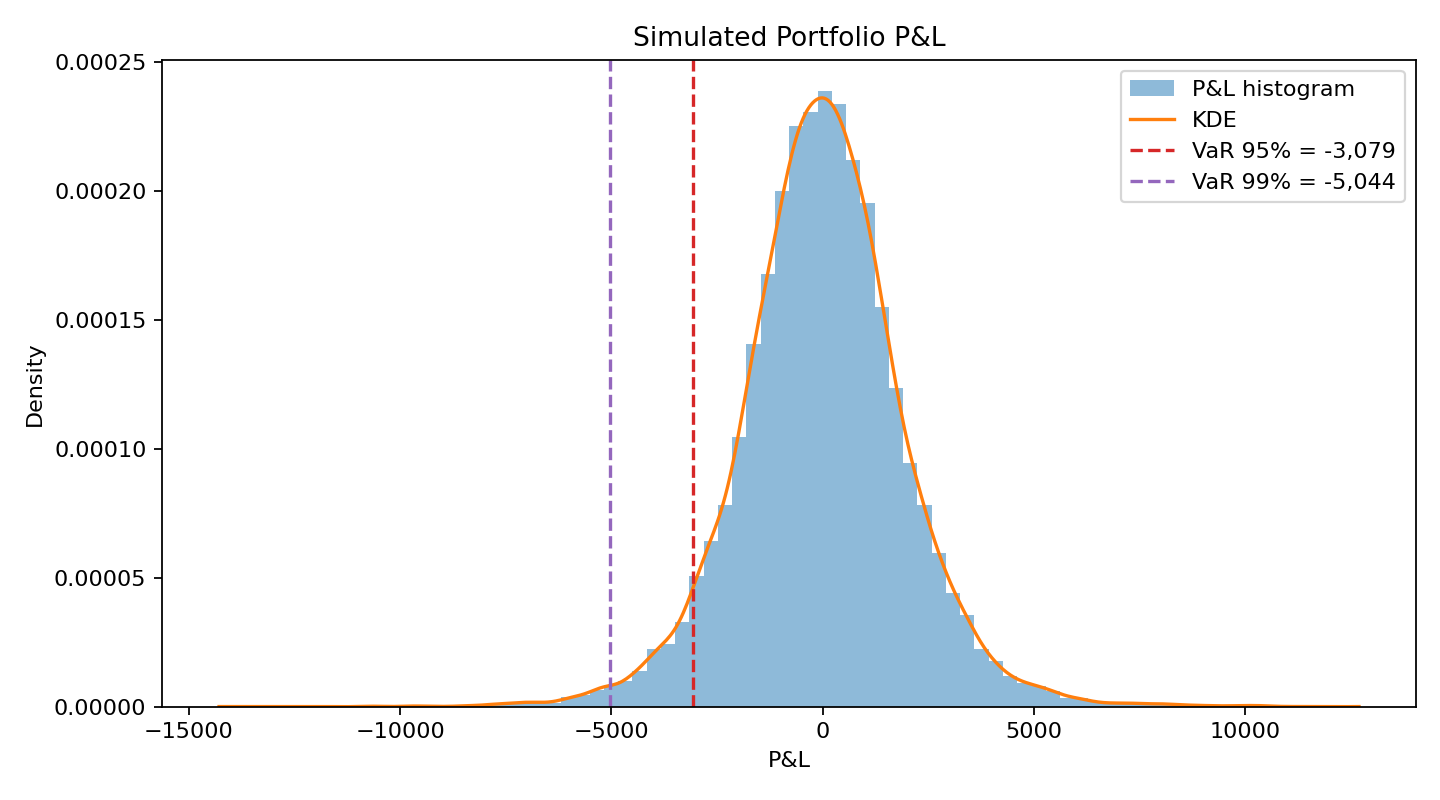 Simulated Portfolio P&L
P&L histogram
KDE
VaR 95% = -3,079
VaR 99% = -5,044
Density
0.00025
0.00020
0.00015
0.00010
0.00005
0.00000
−15000
−10000
−5000
0
5000
10000
P&L